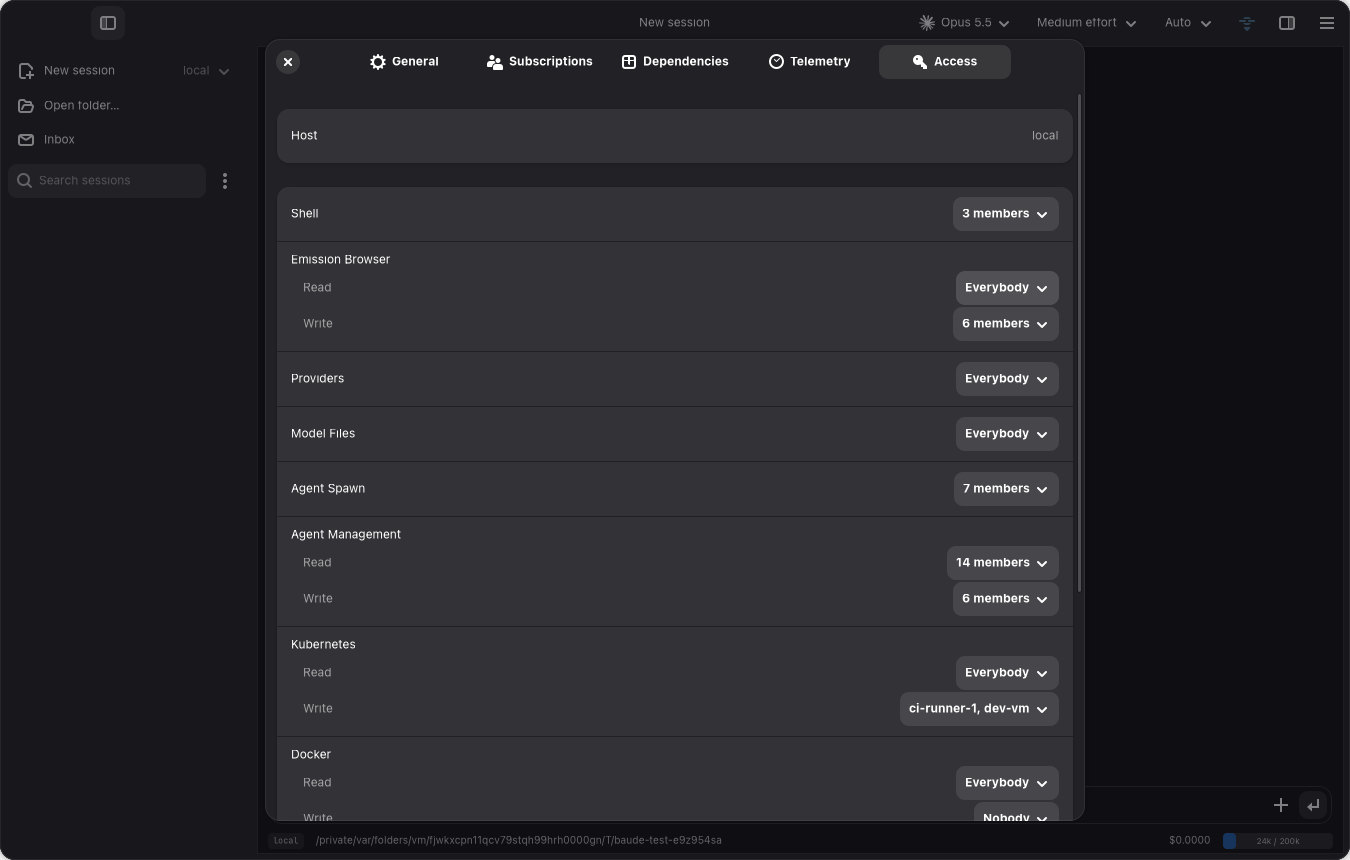 New session
Opus 5.5
Medium effort
Auto
New session
local
Open folder...
Inbox
Search sessions
General
Subscriptions
Dependencies
Telemetry
Access
Host
local
Shell
3 members
Emission Browser
Read
Everybody
Write
6 members
Providers
Everybody
Model Files
Everybody
Agent Spawn
7 members
Agent Management
Read
14 members
Write
6 members
Kubernetes
Read
Everybody
Write
ci-runner-1, dev-vm
Docker
Read
Everybody
Write
Nobody
local
/private/var/folders/vm/fjwkxcpn11qcv79stqh99hrh0000gn/T/baude-test-e9z954sa
$0.0000
24k / 200k